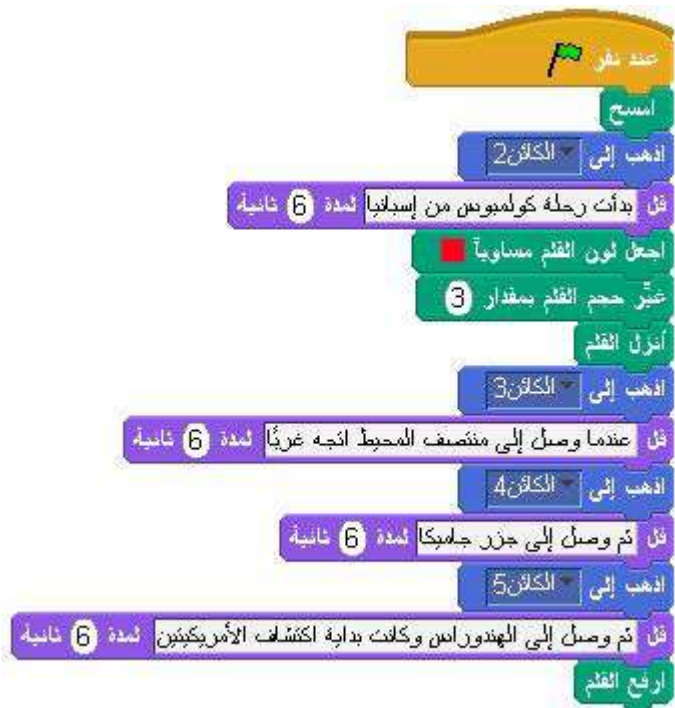 عند نقر
امسح
اذهب إلى الكائن2
قل بدأت رحلة كولمبوس من إسبانيا لمدة 6 ثانية
اجعل لون القلم مساوياً
غيّر حجم القلم بمقدار 3
أنزل القلم
اذهب إلى الكائن3
قل عندما وصل إلى منتصف المحيط اتجه غربًا لمدة 6 ثانية
اذهب إلى الكائن4
قل ثم وصل إلى جزر جاميكا لمدة 6 ثانية
اذهب إلى الكائن5
قل ثم وصل إلى الهندوراس وكانت بداية اكتشاف الأمريكيتين لمدة 6 ثانية
ارفع القلم